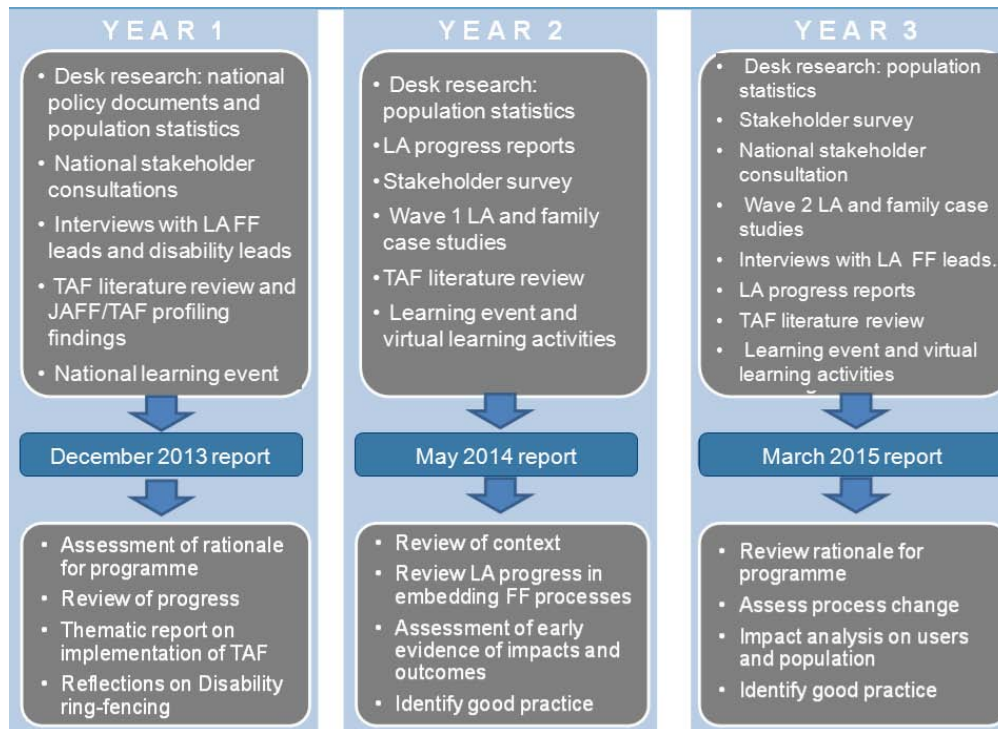 YEAR 1
• Desk research: national
policy documents and
population statistics
• National stakeholder
consultations
• Interviews with LA FF
leads and disability leads
• TAF literature review and
JAFF/TAF profiling
findings
• National learning event
December 2013 report
• Assessment of rationale
for programme
• Review of progress
• Thematic report on
implementation of TAF
• Reflections on Disability
ring-fencing
YEAR 2
• Desk research:
population statistics
• LA progress reports
• Stakeholder survey
• Wave 1 LA and family
case studies
• TAF literature review
• Learning event and
virtual learning activities
May 2014 report
• Review of context
• Review LA progress in
embedding FF processes
• Assessment of early
evidence of impacts and
outcomes
• Identify good practice
YEAR 3
• Desk research: population
statistics
• Stakeholder survey
• National stakeholder
consultation
• Wave 2 LA and family case
studies
• Interviews with LA FF leads.
• LA progress reports
• TAF literature review
• Learning event and virtual
learning activities
March 2015 report
• Review rationale for
programme
• Assess process change
• Impact analysis on users
and population
• Identify good practice